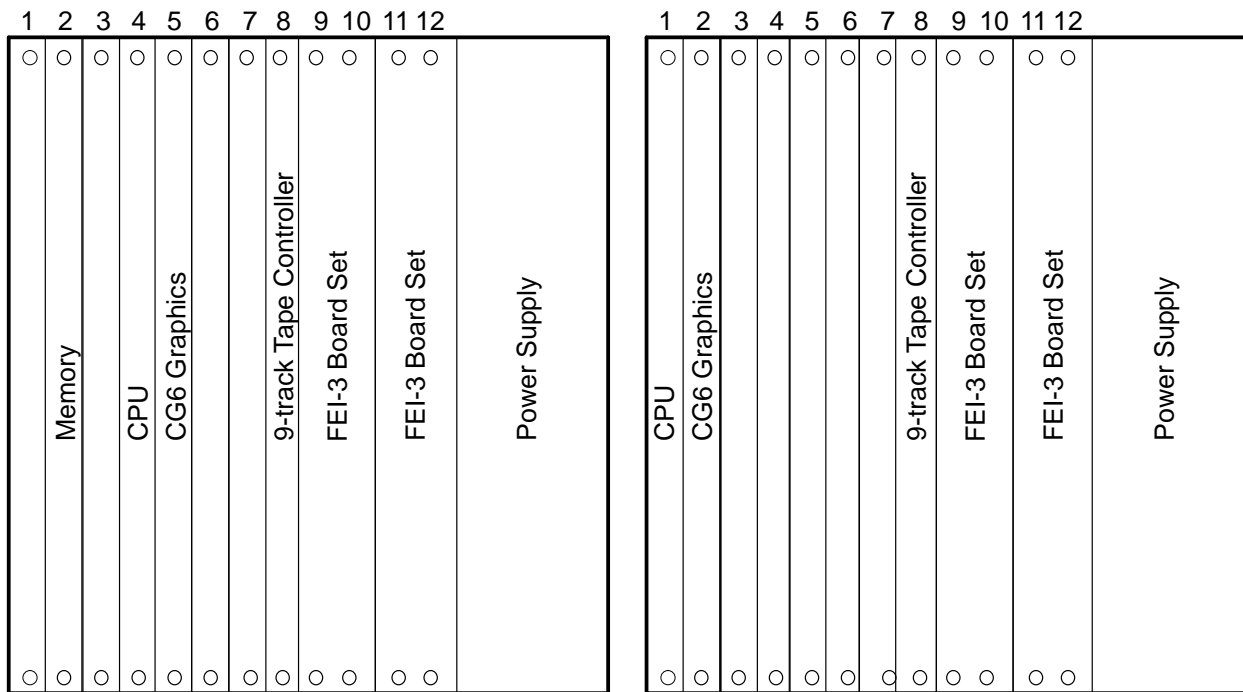 1 2 3 4 5 6 7 8 9 10 11 12
Memory
CPU
CG6 Graphics
9-track Tape Controller
FEI-3 Board Set
FEI-3 Board Set
Power Supply
1 2 3 4 5 6 7 8 9 10 11 12
CPU
CG6 Graphics
9-track Tape Controller
FEI-3 Board Set
FEI-3 Board Set
Power Supply